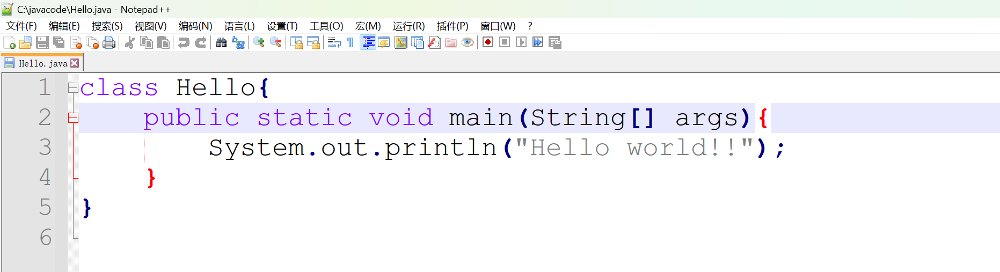 C:\javacode\Hello.java - Notepad++
文件(F) 编辑(E) 搜索(S) 视图(V) 编码(N) 语言(L) 设置(T) 工具(O) 宏(M) 运行(R) 插件(P) 窗口(W) ?
Hello.java
1 class Hello{
2 public static void main(String[] args){
3 System.out.println("Hello world!!");
4 }
5 }
6